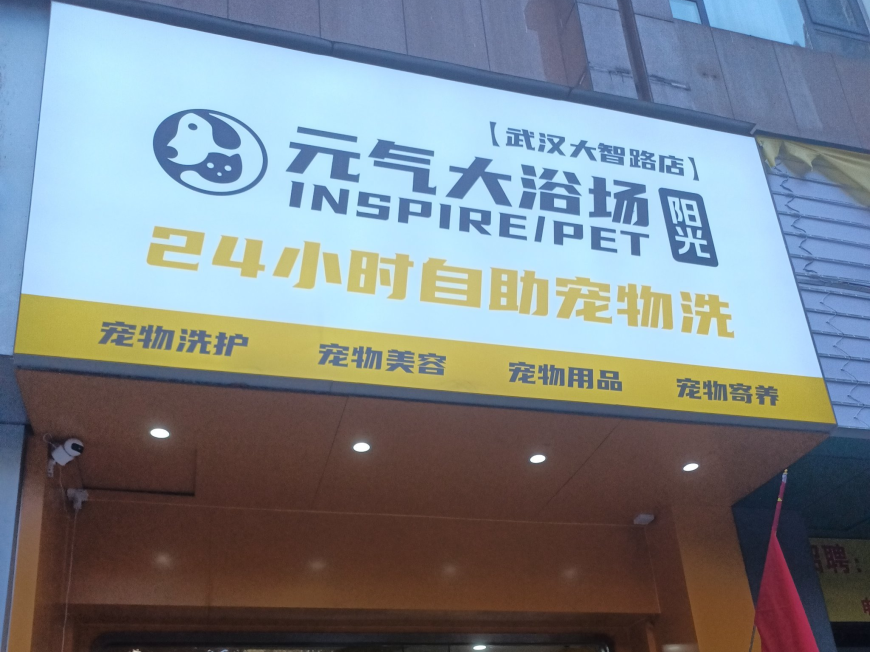 【武汉大智路店】
元气大浴场 阳光
INSPIRE/PET
24小时自助宠物洗
宠物洗护 宠物美容 宠物用品 宠物寄养
招聘: